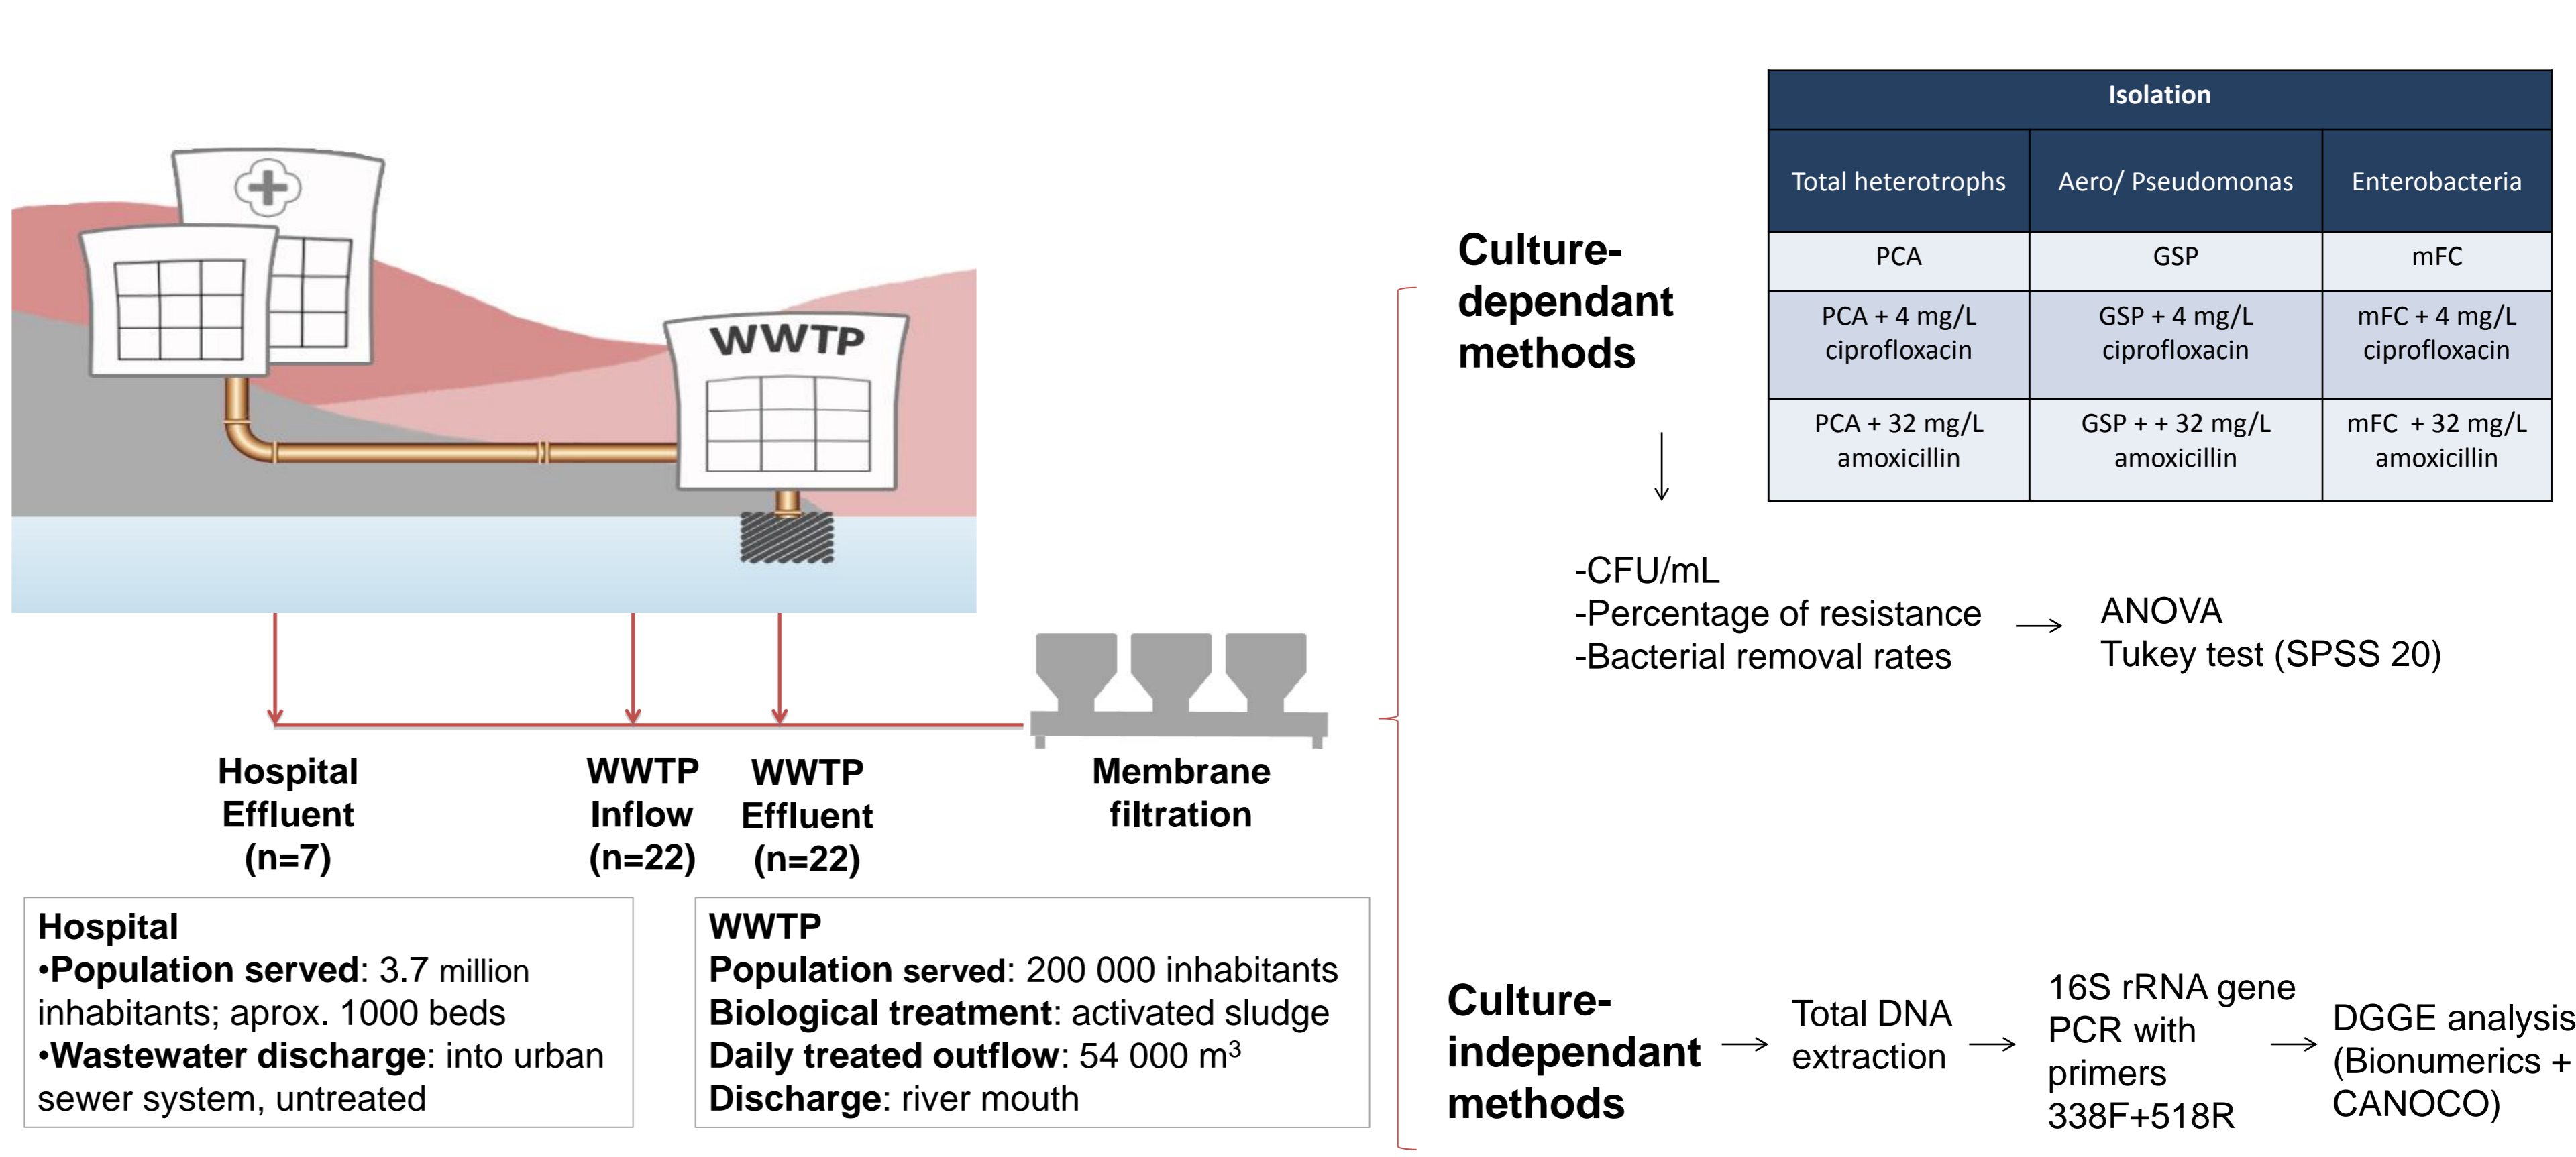 WWTP
Hospital
Effluent
(n=7)
WWTP
Inflow
(n=22)
WWTP
Effluent
(n=22)
Membrane
filtration
Hospital
•Population served: 3.7 million
inhabitants; aprox. 1000 beds
•Wastewater discharge: into urban
sewer system, untreated
WWTP
Population served: 200 000 inhabitants
Biological treatment: activated sludge
Daily treated outflow: 54 000 m³
Discharge: river mouth
Culture-
dependant
methods
Isolation
Total heterotrophs
Aero/ Pseudomonas
Enterobacteria
PCA
GSP
mFC
PCA + 4 mg/L
ciprofloxacin
GSP + 4 mg/L
ciprofloxacin
mFC + 4 mg/L
ciprofloxacin
PCA + 32 mg/L
amoxicillin
GSP + + 32 mg/L
amoxicillin
mFC + 32 mg/L
amoxicillin
-CFU/mL
-Percentage of resistance
-Bacterial removal rates
ANOVA
Tukey test (SPSS 20)
Culture-
independant
methods
Total DNA
extraction
16S rRNA gene
PCR with
primers
338F+518R
DGGE analysis
(Bionumerics +
CANOCO)